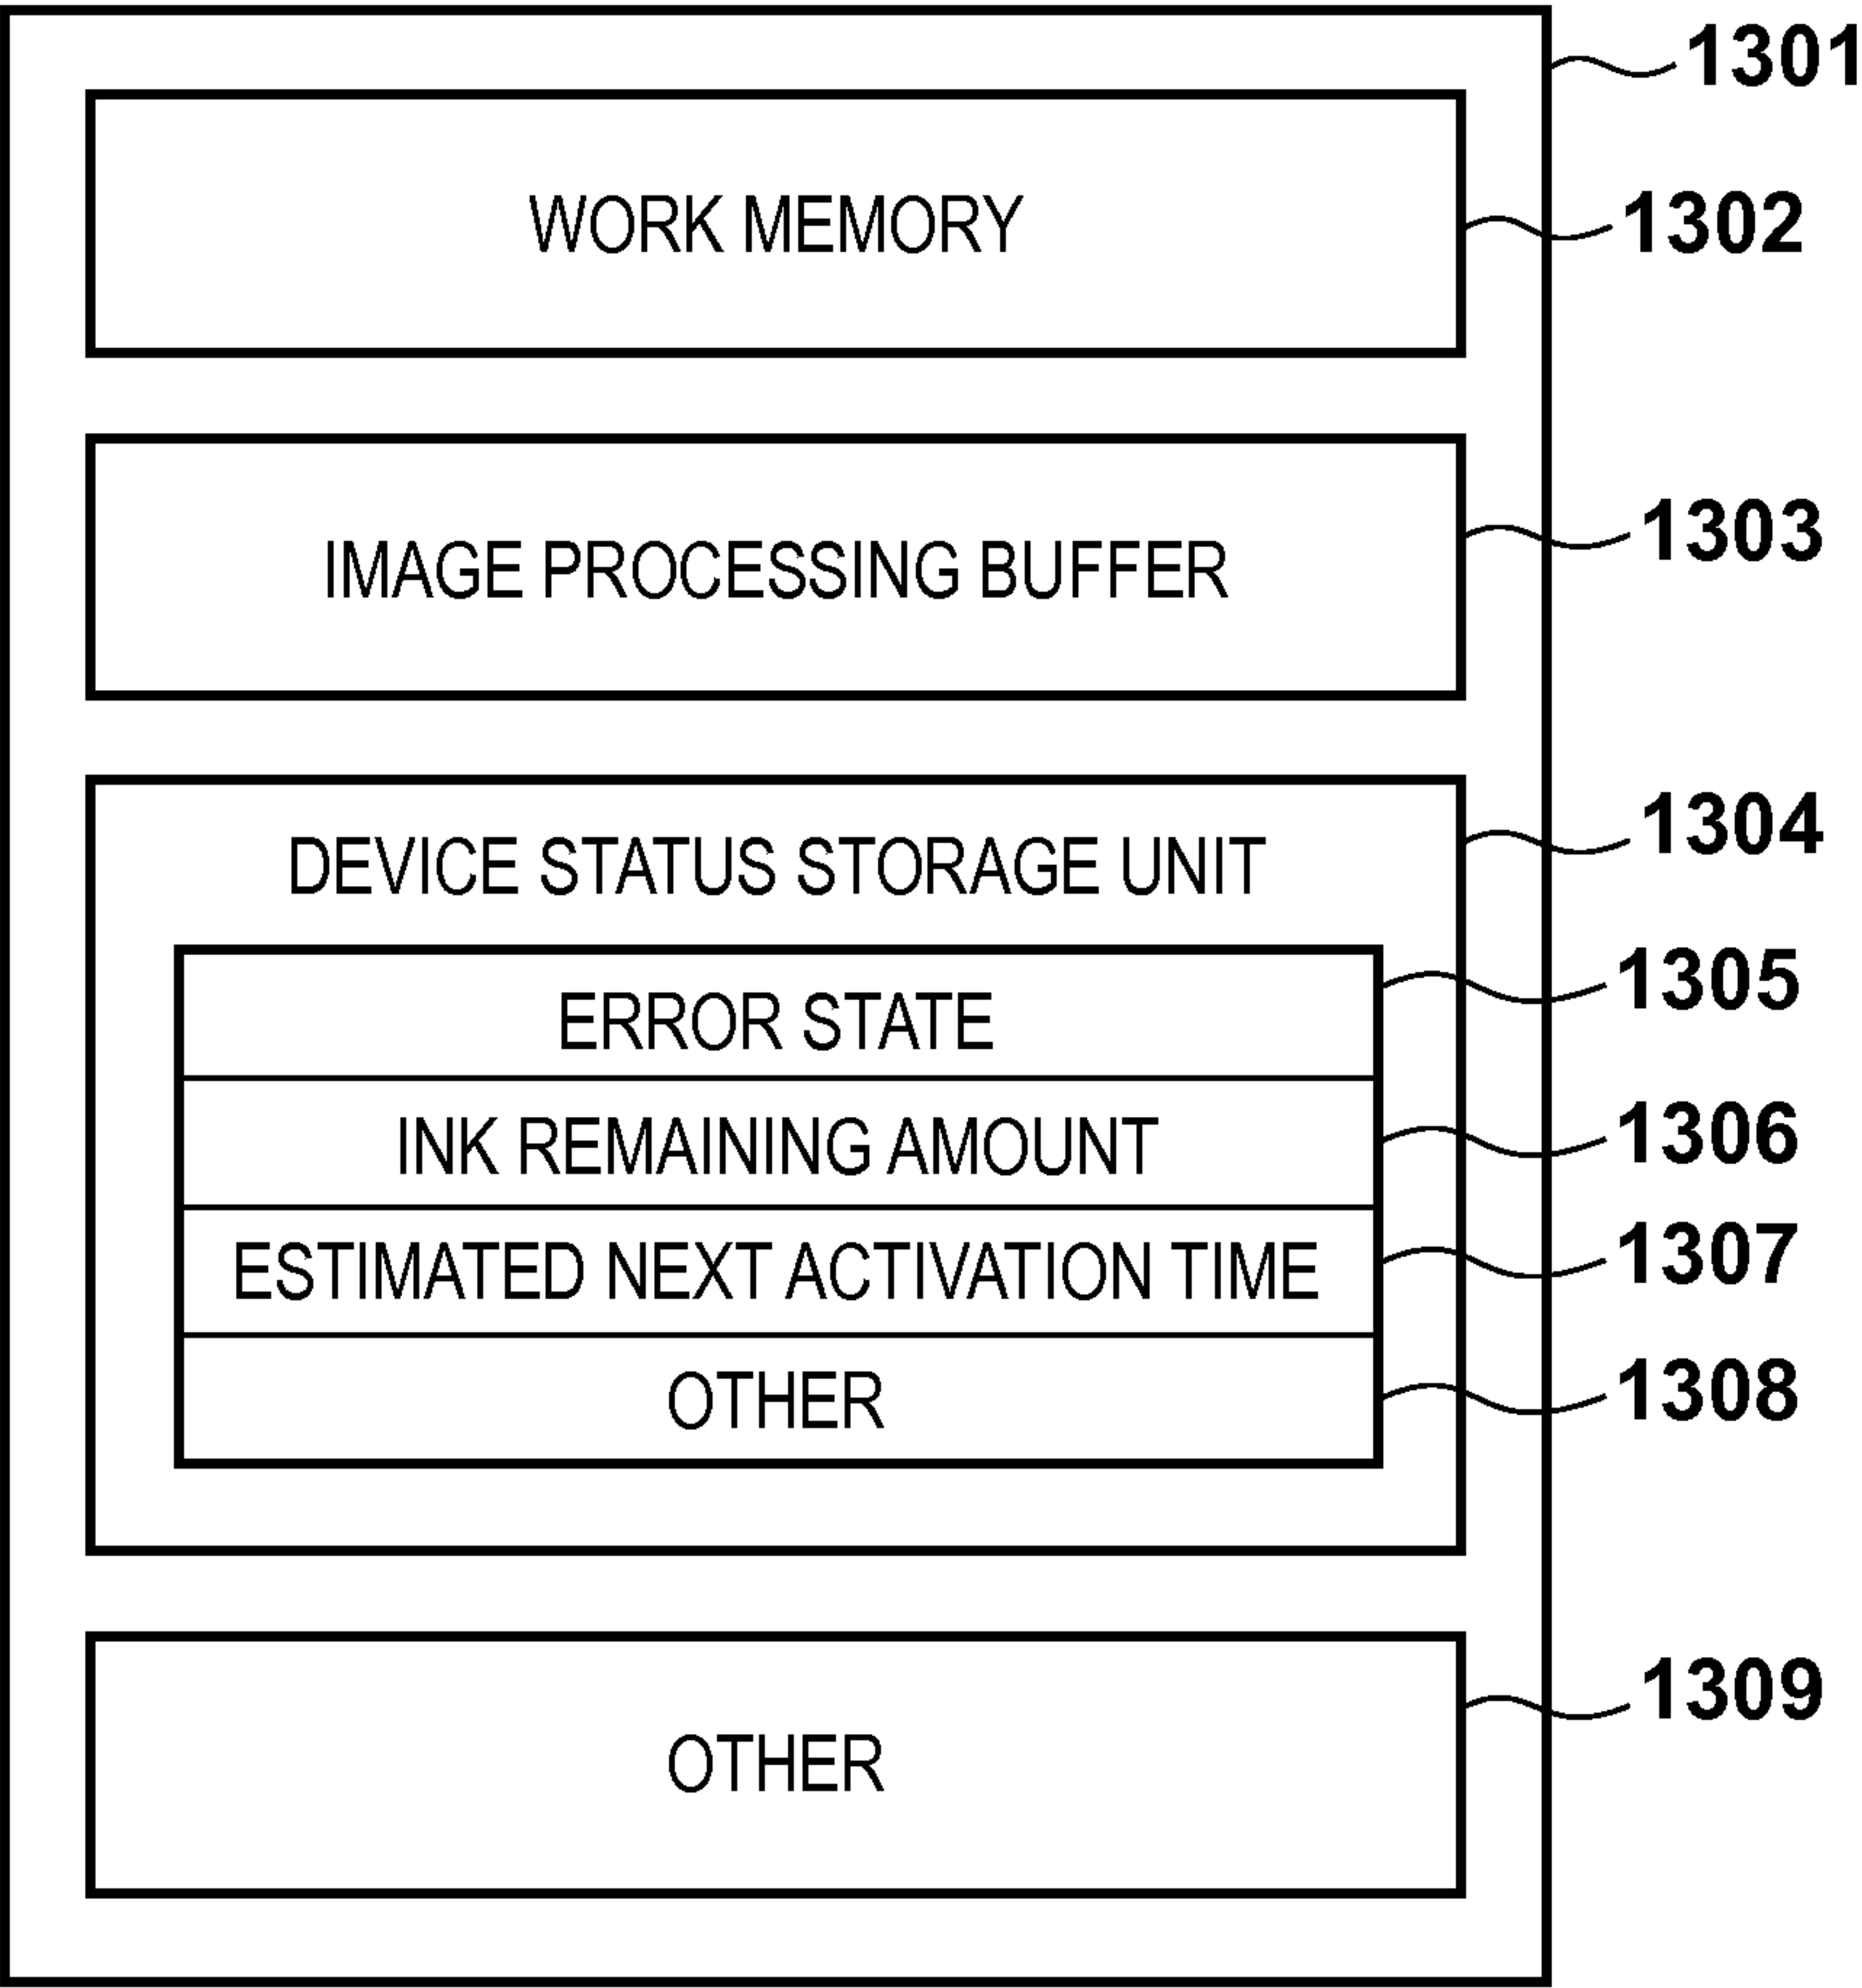 1301
WORK MEMORY 1302
IMAGE PROCESSING BUFFER 1303
DEVICE STATUS STORAGE UNIT 1304
ERROR STATE 1305
INK REMAINING AMOUNT 1306
ESTIMATED NEXT ACTIVATION TIME 1307
OTHER 1308
OTHER 1309